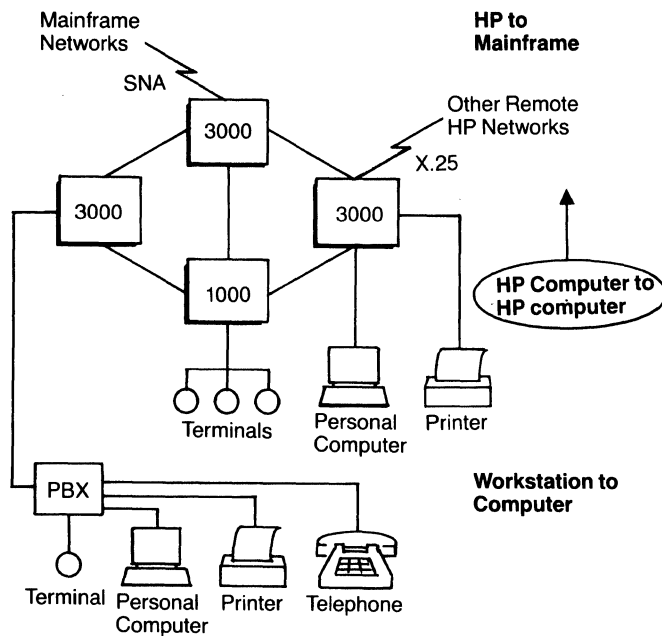 Mainframe
Networks
HP to
Mainframe
SNA
Other Remote
HP Networks
3000
X.25
3000
3000
HP Computer to
HP computer
1000
Terminals
Personal
Computer
Printer
Workstation to
Computer
PBX
Terminal
Personal
Computer
Printer
Telephone